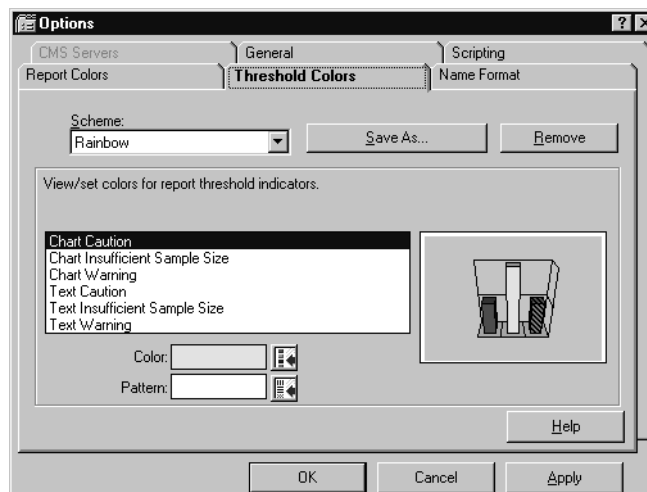 Options
CMS Servers
General
Scripting
Report Colors
Threshold Colors
Name Format
Scheme:
Rainbow
Save As...
Remove
View/set colors for report threshold indicators.
Chart Caution
Chart Insufficient Sample Size
Chart Warning
Text Caution
Text Insufficient Sample Size
Text Warning
Color:
Pattern:
Help
OK
Cancel
Apply